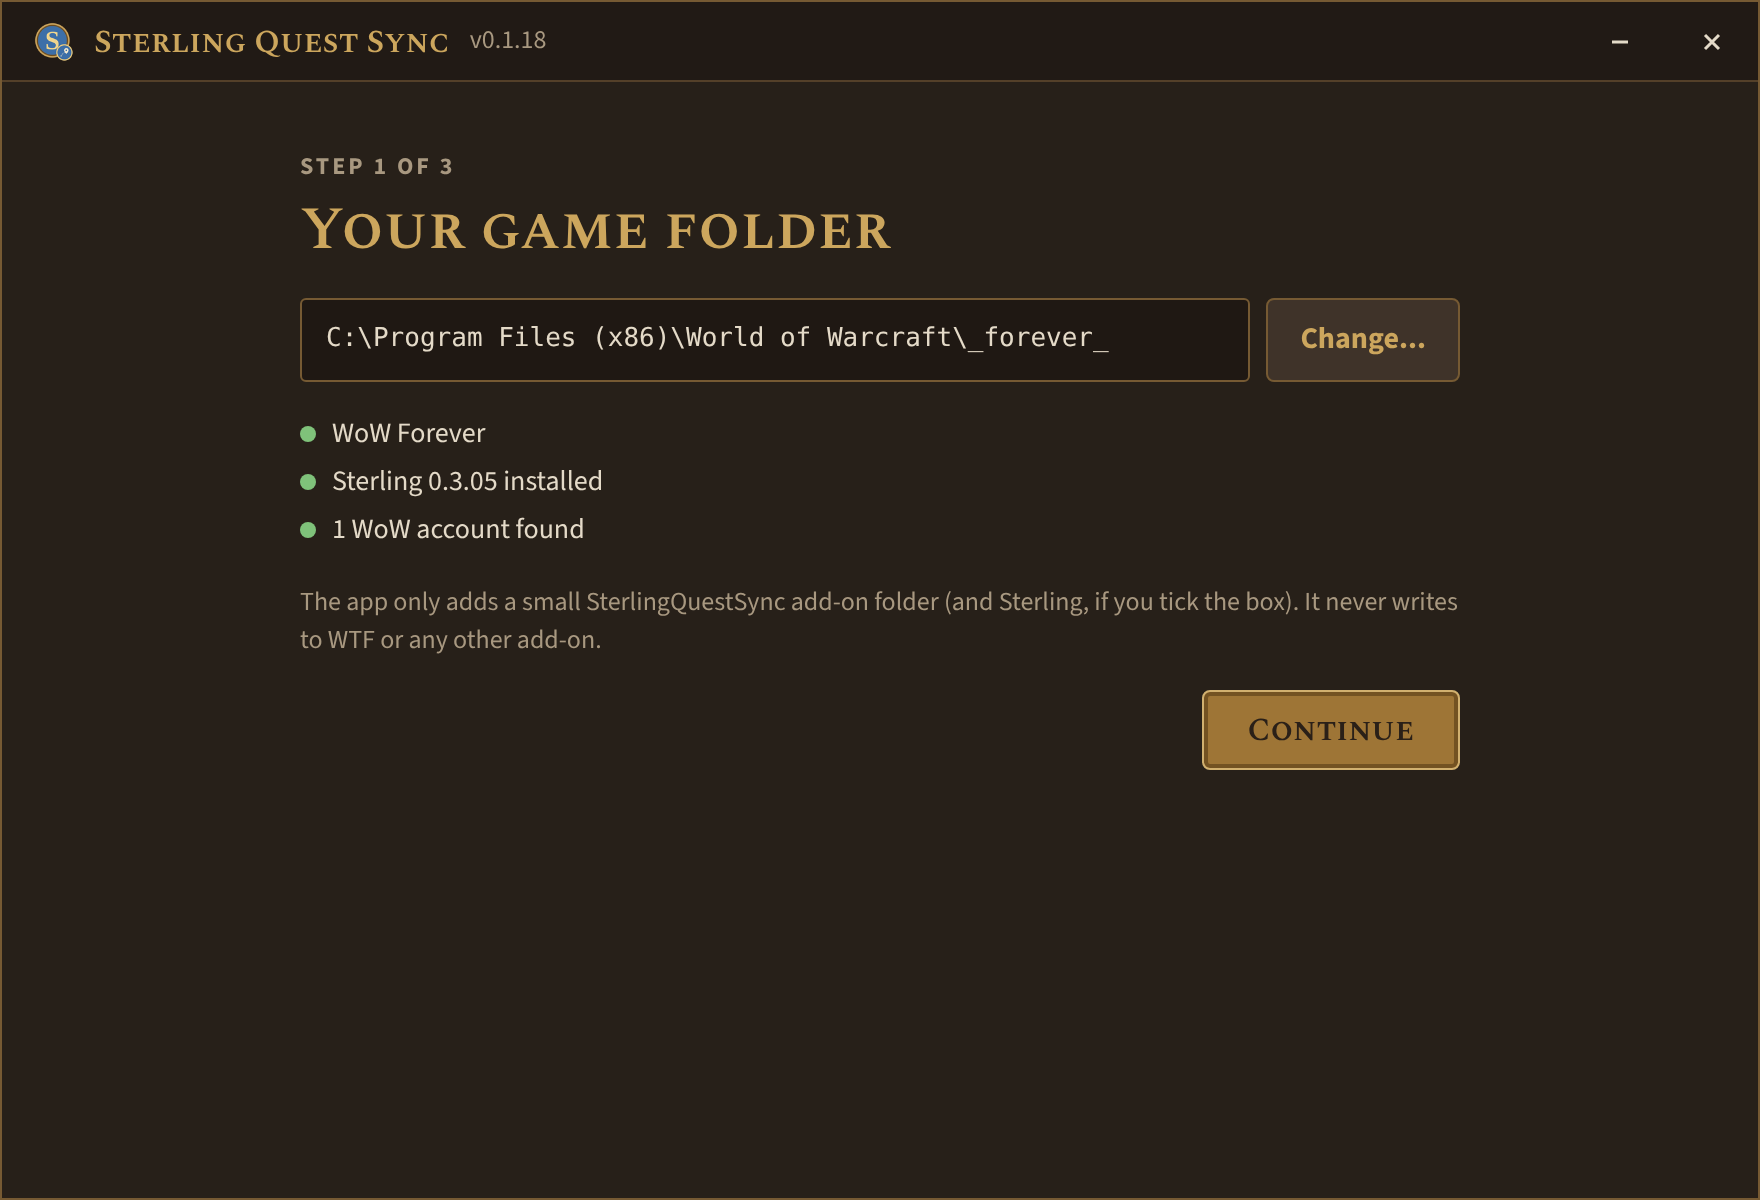 S
Sterling Quest Sync v0.1.18
STEP 1 OF 3
Your game folder
C:\Program Files (x86)\World of Warcraft\_forever_
Change...
WoW Forever
Sterling 0.3.05 installed
1 WoW account found
The app only adds a small SterlingQuestSync add-on folder (and Sterling, if you tick the box). It never writes
to WTF or any other add-on.
Continue